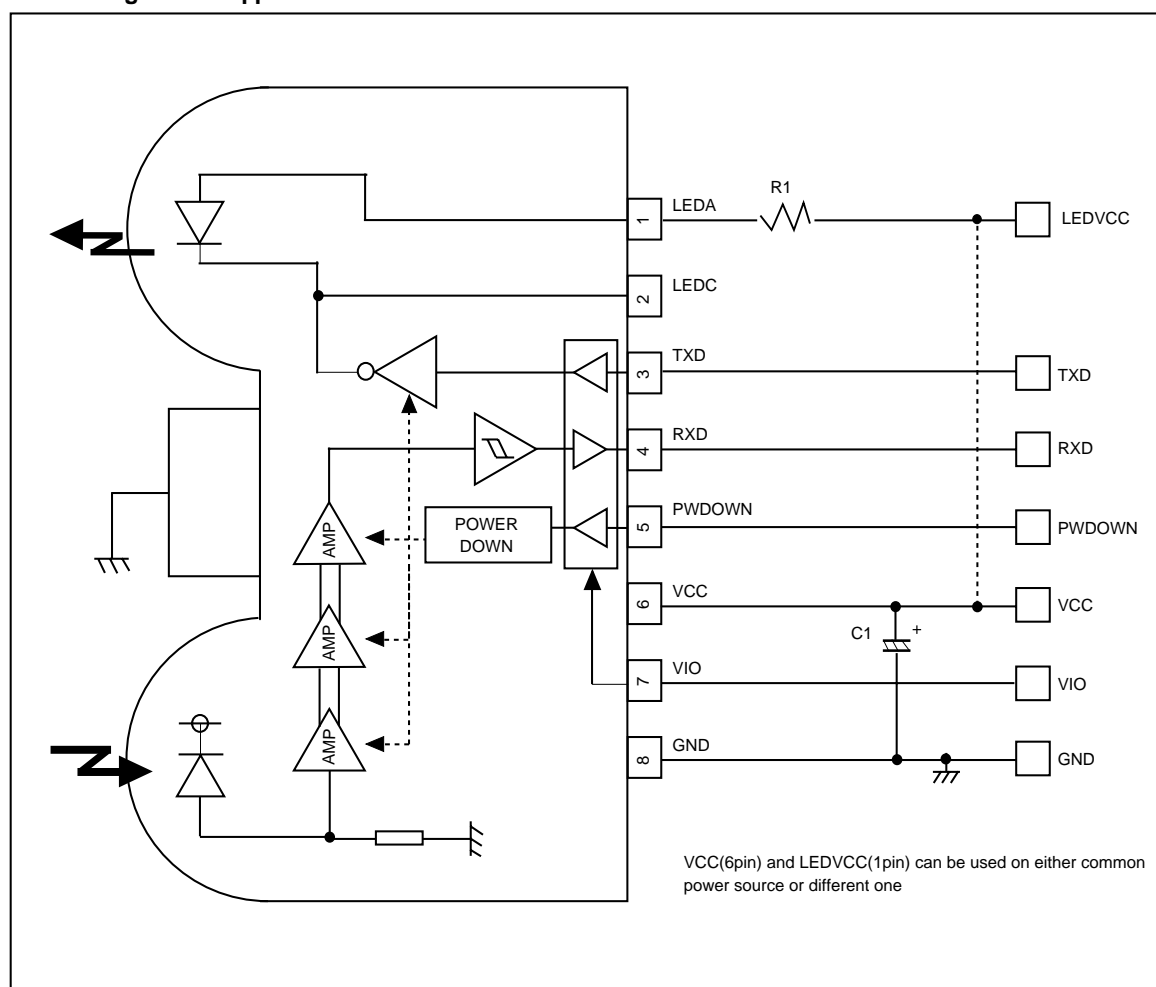 R1
1 LEDA LEDVCC
2 LEDC
3 TXD TXD
4 RXD RXD
AMP POWER DOWN 5 PWDOWN PWDOWN
6 VCC VCC
C1 +
AMP
7 VIO VIO
AMP
8 GND GND
VCC(6pin) and LEDVCC(1pin) can be used on either common
power source or different one